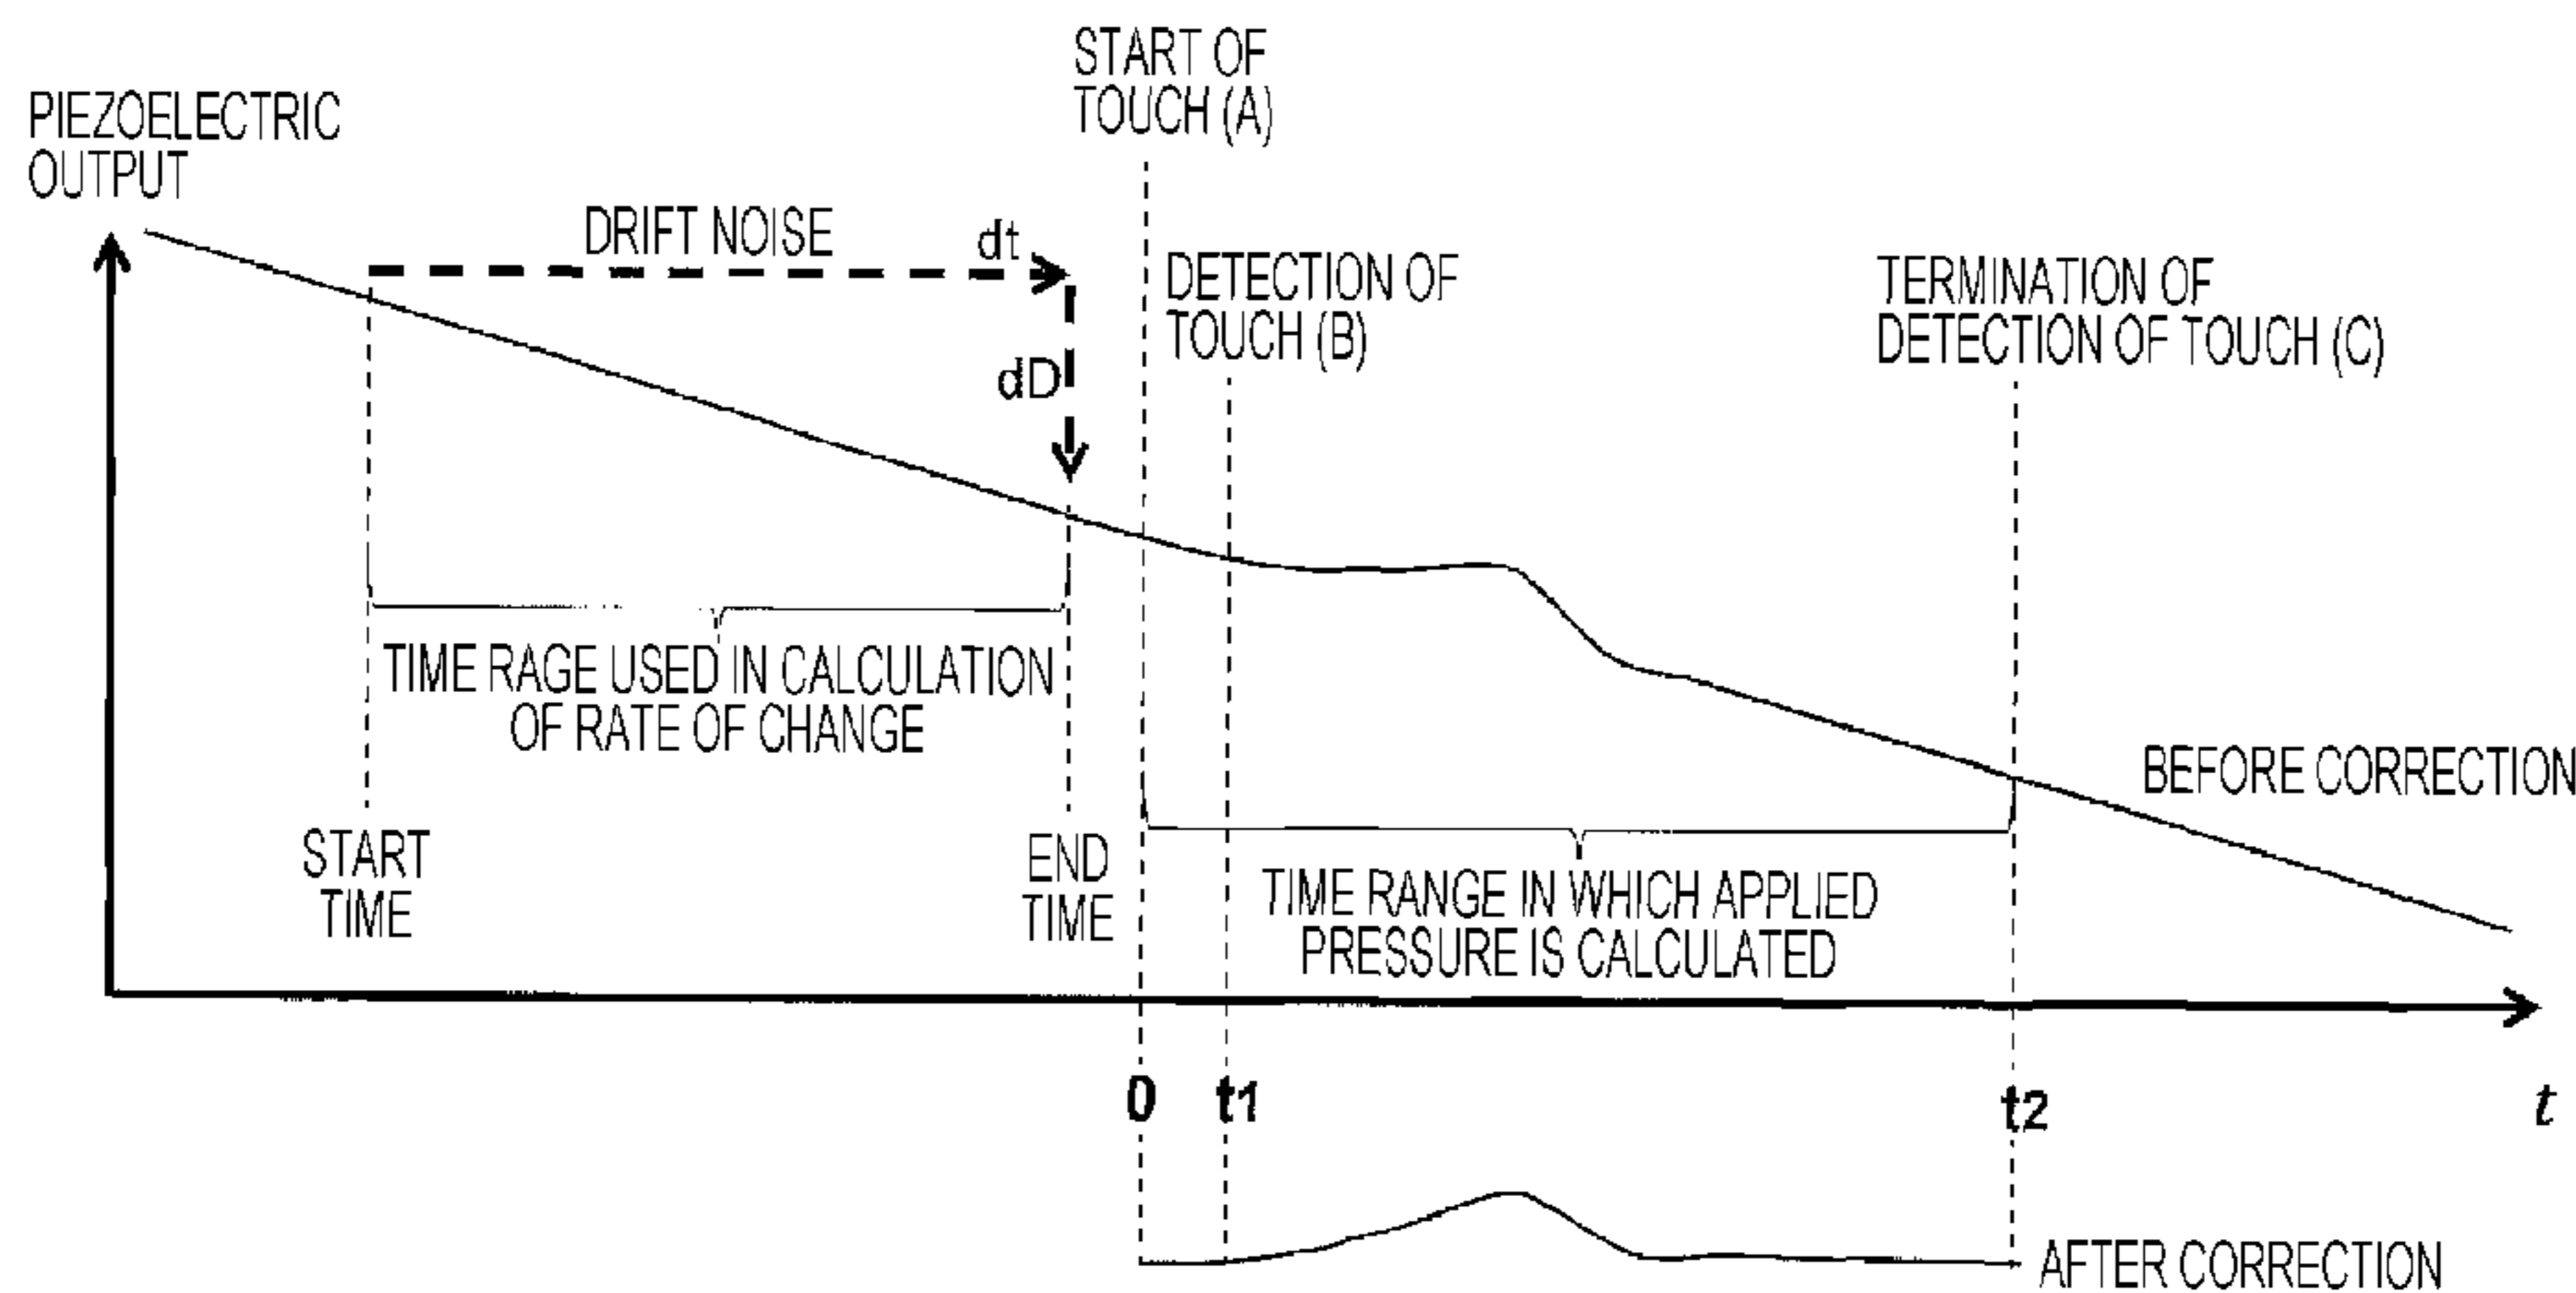 START OF
TOUCH (A)
PIEZOELECTRIC
OUTPUT
DRIFT NOISE
dt
DETECTION OF
TOUCH (B)
TERMINATION OF
DETECTION OF TOUCH (C)
dD
TIME RAGE USED IN CALCULATION
OF RATE OF CHANGE
BEFORE CORRECTION
START
TIME
END
TIME
TIME RANGE IN WHICH APPLIED
PRESSURE IS CALCULATED
0
t1
t2
t
AFTER CORRECTION